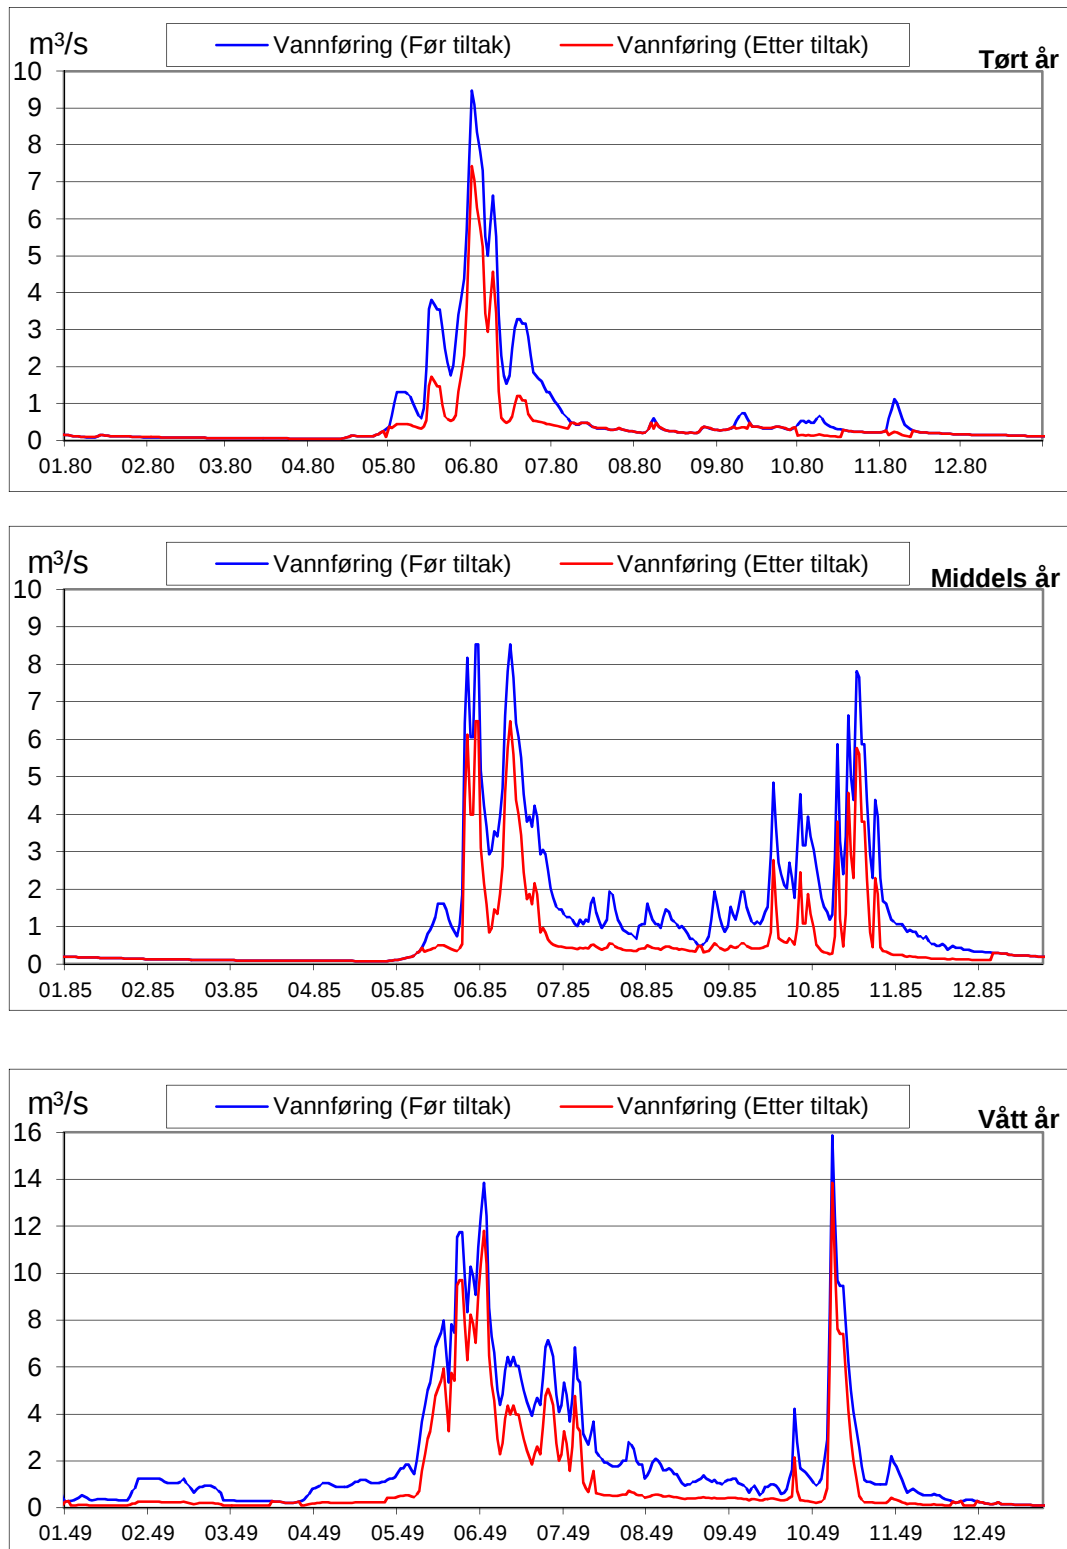 m³/s
Vannføring (Før tiltak) Vannføring (Etter tiltak)
Tørt år
10
9
8
7
6
5
4
3
2
1
0
01.80 02.80 03.80 04.80 05.80 06.80 07.80 08.80 09.80 10.80 11.80 12.80
m³/s
Vannføring (Før tiltak) Vannføring (Etter tiltak)
Middels år
10
9
8
7
6
5
4
3
2
1
0
01.85 02.85 03.85 04.85 05.85 06.85 07.85 08.85 09.85 10.85 11.85 12.85
m³/s
Vannføring (Før tiltak) Vannføring (Etter tiltak)
Vått år
16
14
12
10
8
6
4
2
0
01.49 02.49 03.49 04.49 05.49 06.49 07.49 08.49 09.49 10.49 11.49 12.49